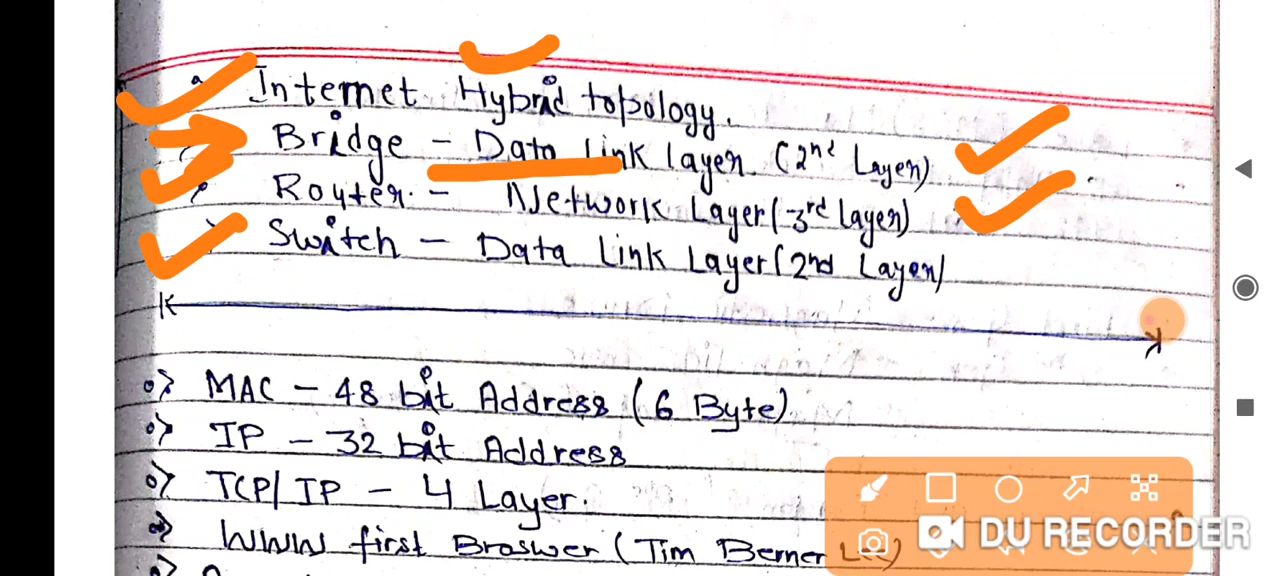 Internet Hybrid topology.
Bridge - Data Link layer (2nd Layer)
Router. - Network Layer (3rd layer)
Switch - Data Link Layer (2nd Layer)
MAC - 48 bit Address (6 Byte)
IP - 32 bit Address
TCP/IP - 4 Layer.
WWW first Broswer (Tim Berner Lee)
DU RECORDER